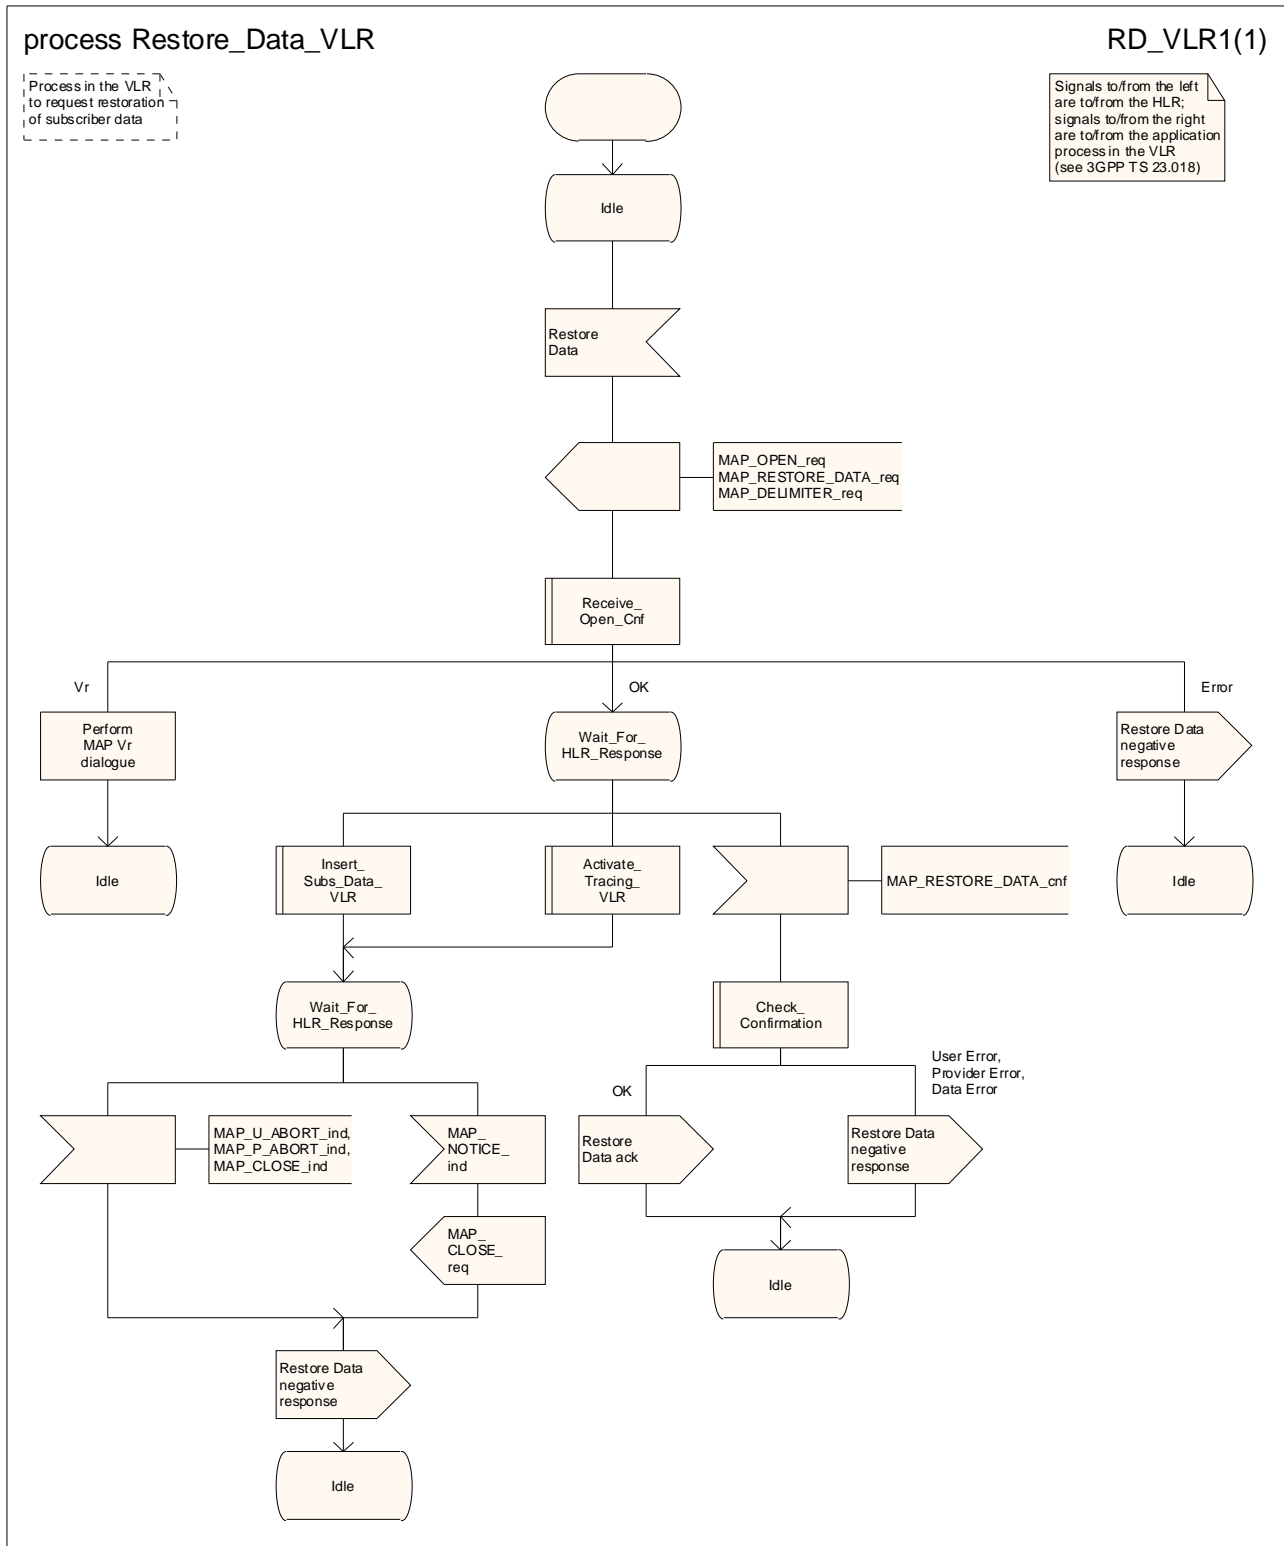 process Restore_Data_VLR
RD_VLR1(1)
Process in the VLR
to request restoration
of subscriber data
Signals to/from the left
are to/from the HLR;
signals to/from the right
are to/from the application
process in the VLR
(see 3GPP TS 23.018)
Idle
Restore
Data
MAP_OPEN_req
MAP_RESTORE_DATA_req
MAP_DELIMITER_req
Receive_
Open_Cnf
Vr
OK
Error
Perform
MAP Vr
dialogue
Wait_For_
HLR_Response
Restore Data
negative
response
Idle
Insert_
Subs_Data_
VLR
Activate_
Tracing_
VLR
MAP_RESTORE_DATA_cnf
Idle
Wait_For_
HLR_Response
Check_
Confirmation
OK
User Error,
Provider Error,
Data Error
MAP_U_ABORT_ind,
MAP_P_ABORT_ind,
MAP_CLOSE_ind
MAP_
NOTICE_
ind
Restore
Data ack
Restore Data
negative
response
MAP_
CLOSE_
req
Idle
Restore Data
negative
response
Idle